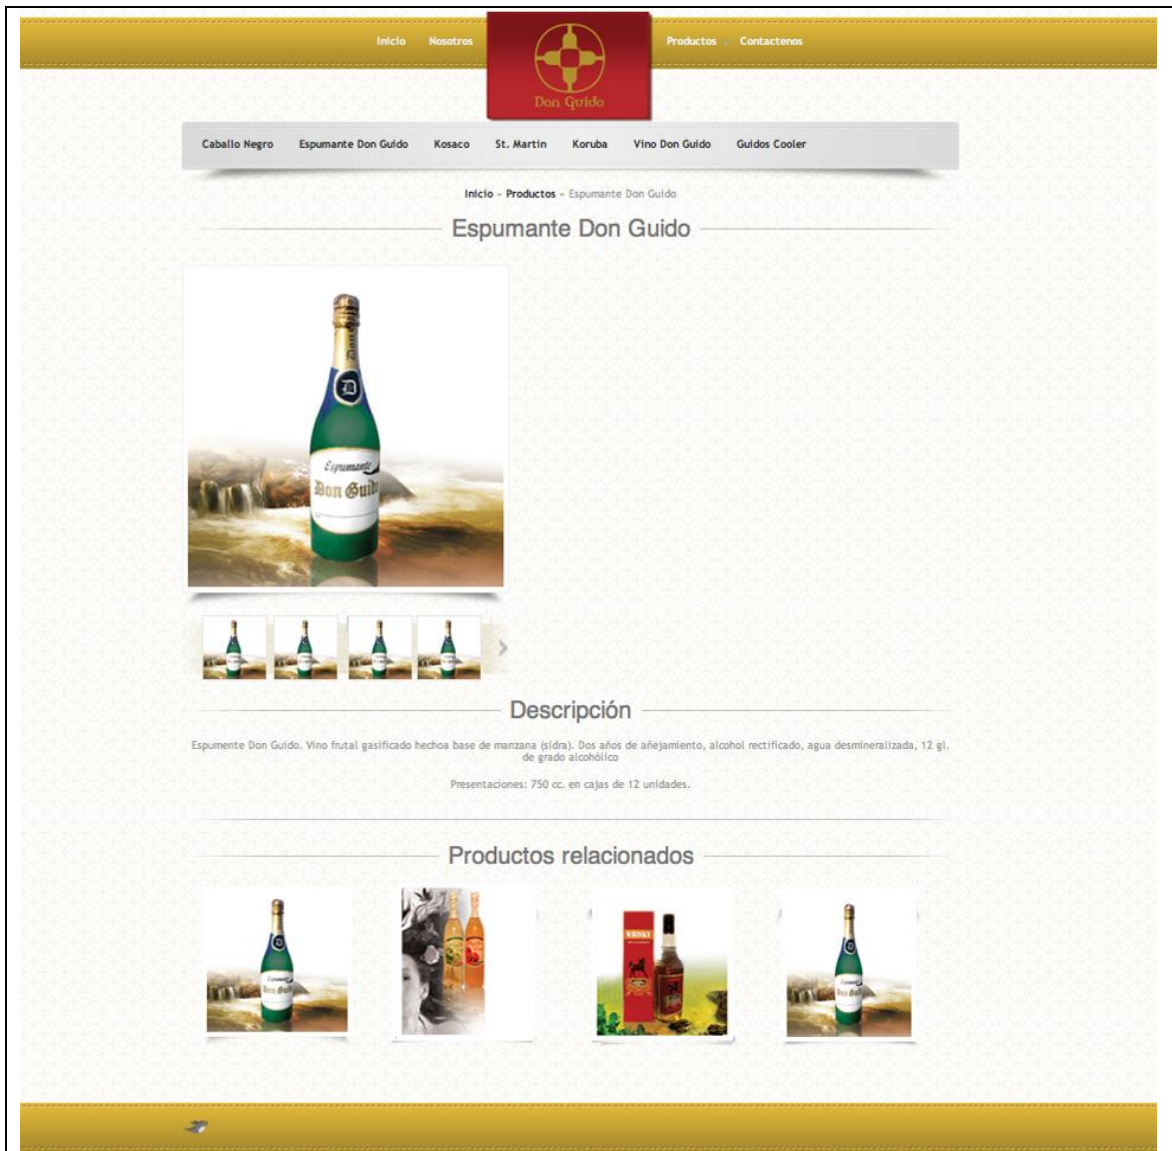 Inicio Nosotros Productos Contactenos
Don Guido
Caballo Negro Espumante Don Guido Kosaco St. Martin Koruba Vino Don Guido Guidos Cooler
Inicio - Productos - Espumante Don Guido
Espumante Don Guido
D
Espumante
Don Guido
Descripción
Espumente Don Guido. Vino frutal gasificado hechoa base de manzana (sidra). Dos años de añejamiento, alcohol rectificado, agua desmineralizada, 12 gl.
de grado alcohólico
Presentaciones: 750 cc. en cajas de 12 unidades.
Productos relacionados
WHISKY